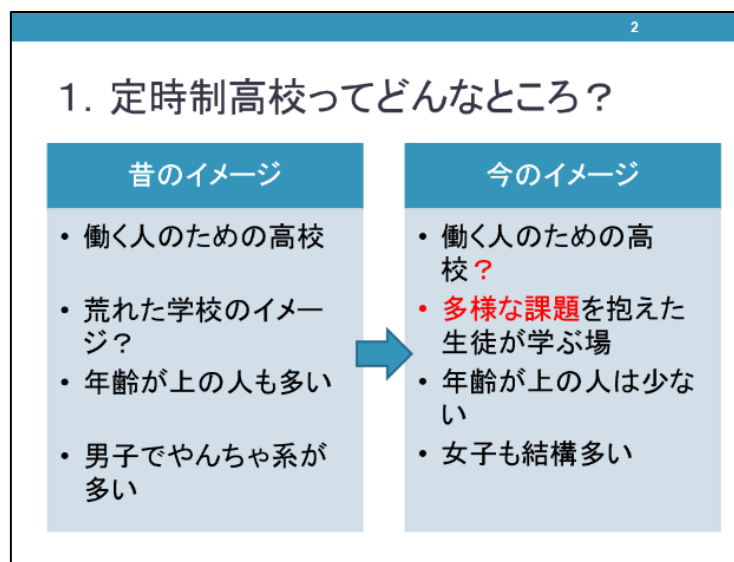 2
1．定時制高校ってどんなところ？
昔のイメージ
• 働く人のための高校
• 荒れた学校のイメー
ジ？
• 年齢が上の人も多い
• 男子でやんちゃ系が
多い
今のイメージ
• 働く人のための高
校？
• 多様な課題を抱えた
生徒が学ぶ場
• 年齢が上の人は少な
い
• 女子も結構多い